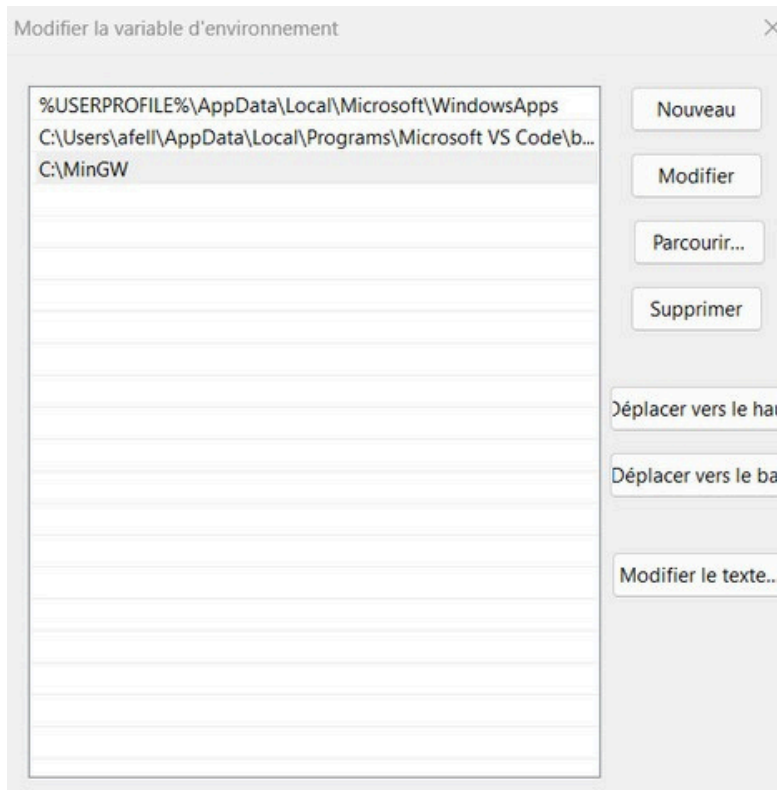 Modifier la variable d'environnement
%USERPROFILE%\AppData\Local\Microsoft\WindowsApps
Nouveau
C:\Users\afell\AppData\Local\Programs\Microsoft VS Code\b...
C:\MinGW
Modifier
Parcourir...
Supprimer
Déplacer vers le hau
Déplacer vers le ba
Modifier le texte...